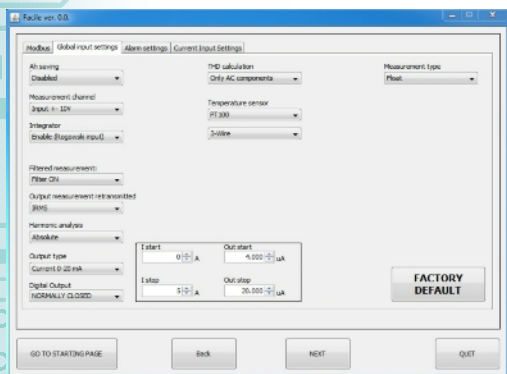 Facile ver. 0.0.
Modbus
Global input settings
Alarm settings
Current Input Settings
Ah saving
Disabled
Measurement channel
Input +- 10V
Integrator
Enable (Rogowski input)
Filtered measurement:
Filter ON
Output measurement retransmitted
IRMS
Harmonic analysis
Absolute
Output type
Current 0-20 mA
Digital Output
NORMALLY CLOSED
THD calculation
Only AC components
Temperature sensor
PT100
3-Wire
Measurement type
Float
I start
0 A
Out start
4.000 uA
I stop
5 A
Out stop
20.000 uA
FACTORY
DEFAULT
GO TO STARTING PAGE
Back
NEXT
QUIT